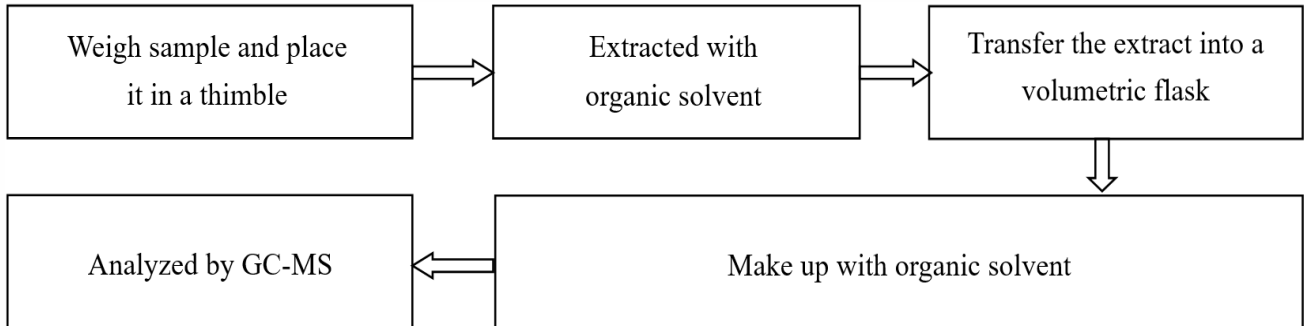 Weigh sample and place
it in a thimble
Extracted with
organic solvent
Transfer the extract into a
volumetric flask
Make up with organic solvent
Analyzed by GC-MS